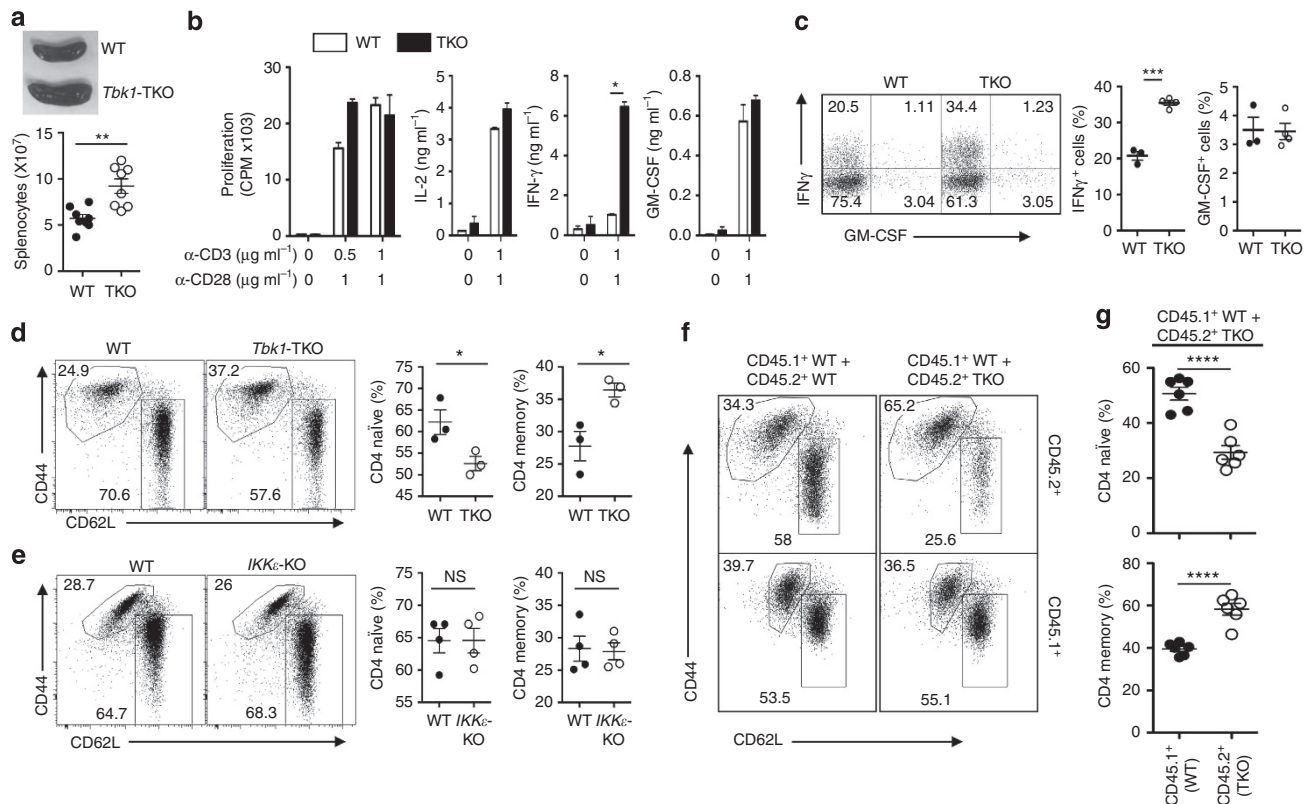 a
WT
Tbk1-TKO
Splenocytes (X10⁷)
15
10
5
0
**
WT TKO
b
WT TKO
Proliferation
(CPM x103)
30
20
10
0
IL-2 (ng ml⁻¹)
5
4
3
2
1
0
IFN-γ (ng ml⁻¹)
8
6
4
2
0
*
GM-CSF (ng ml⁻¹)
0.8
0.6
0.4
0.2
0.0
α-CD3 (μg ml⁻¹) 0 0.5 1 0 1 0 1 0 1
α-CD28 (μg ml⁻¹) 0 1 1 0 1 0 1 0 1
c
WT TKO
20.5 1.11 34.4 1.23
75.4 3.04 61.3 3.05
IFNγ
GM-CSF
IFNγ⁺ cells (%)
40
30
20
10
0
***
WT TKO
GM-CSF⁺ cells (%)
5
4
3
2
1
0
WT TKO
d
WT Tbk1-TKO
24.9 37.2
70.6 57.6
CD44
CD62L
CD4 naïve (%)
75
70
65
60
55
50
45
*
WT TKO
CD4 memory (%)
40
35
30
25
20
*
WT TKO
e
WT IKKε-KO
28.7 26
64.7 68.3
CD44
CD62L
CD4 naïve (%)
75
70
65
60
55
NS
WT IKKε-
KO
CD4 memory (%)
40
35
30
25
20
NS
WT IKKε-
KO
f
CD45.1⁺ WT + CD45.1⁺ WT +
CD45.2⁺ WT CD45.2⁺ TKO
34.3 65.2
58 25.6
CD45.2⁺
39.7 36.5
53.5 55.1
CD45.1⁺
CD44
CD62L
g
CD45.1⁺ WT +
CD45.2⁺ TKO
****
CD4 naïve (%)
60
40
20
0
****
CD4 memory (%)
80
60
40
20
0
CD45.1⁺
(WT)
CD45.2⁺
(TKO)